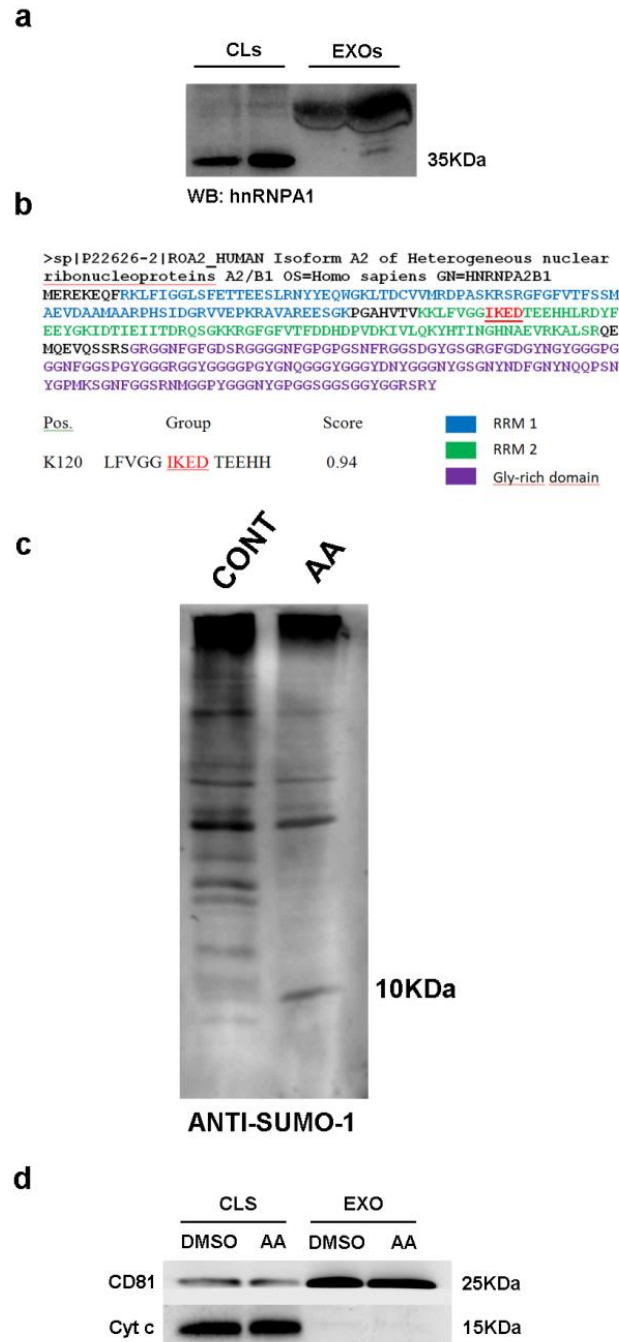 a
CLs EXOs
35KDa
WB: hnRNPA1
b
>sp|P22626-2|ROA2_HUMAN Isoform A2 of Heterogeneous nuclear
ribonucleoproteins A2/B1 OS=Homo sapiens GN=HNRNPA2B1
MEREKEQFRKLFIGGLSFETTEESLRNYYEQWGKLTDCVVMRDPASKRSRGFGFVTFSSM
AEVDAAMAARPHSIDGRVVEPKRAVAREESGKPGAHVTVKKLFVGGIKEDTEEHHLRDYF
EEYGKIDTIEIITDRQSGKKRGFGFVTFDDHDPVDKIVLQKYHTINGHNAEVRKALSRQE
MQEVQSSRSGRGGNFGFGDSRGGGGNFGPGPGSNFRGGSDGYGSGRGFGDGYNGYGGGPG
GGNFGGSPGYGGGRGGYGGGGPGYGNQGGGYGGGYDNYGGGNYGSGNYNDFGNYNQQPSN
YGPMKSGNFGGSRNMGGPYGGGNYGPGGSGGSGGYGGRSRY
Pos. Group Score
K120 LFVGG IKED TEEHH 0.94
RRM 1
RRM 2
Gly-rich domain
c
CONT AA
10KDa
ANTI-SUMO-1
d
CLS EXO
DMSO AA DMSO AA
CD81 25KDa
Cyt c 15KDa